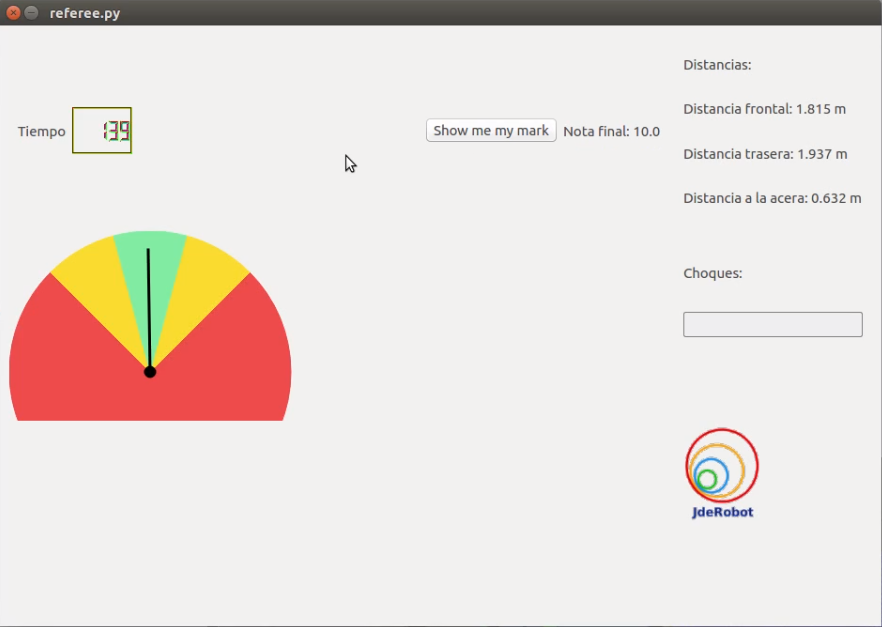 referee.py
Distancias:
Distancia frontal: 1.815 m
Tiempo 139
Show me my mark Nota final: 10.0
Distancia trasera: 1.937 m
Distancia a la acera: 0.632 m
Choques:
JdeRobot